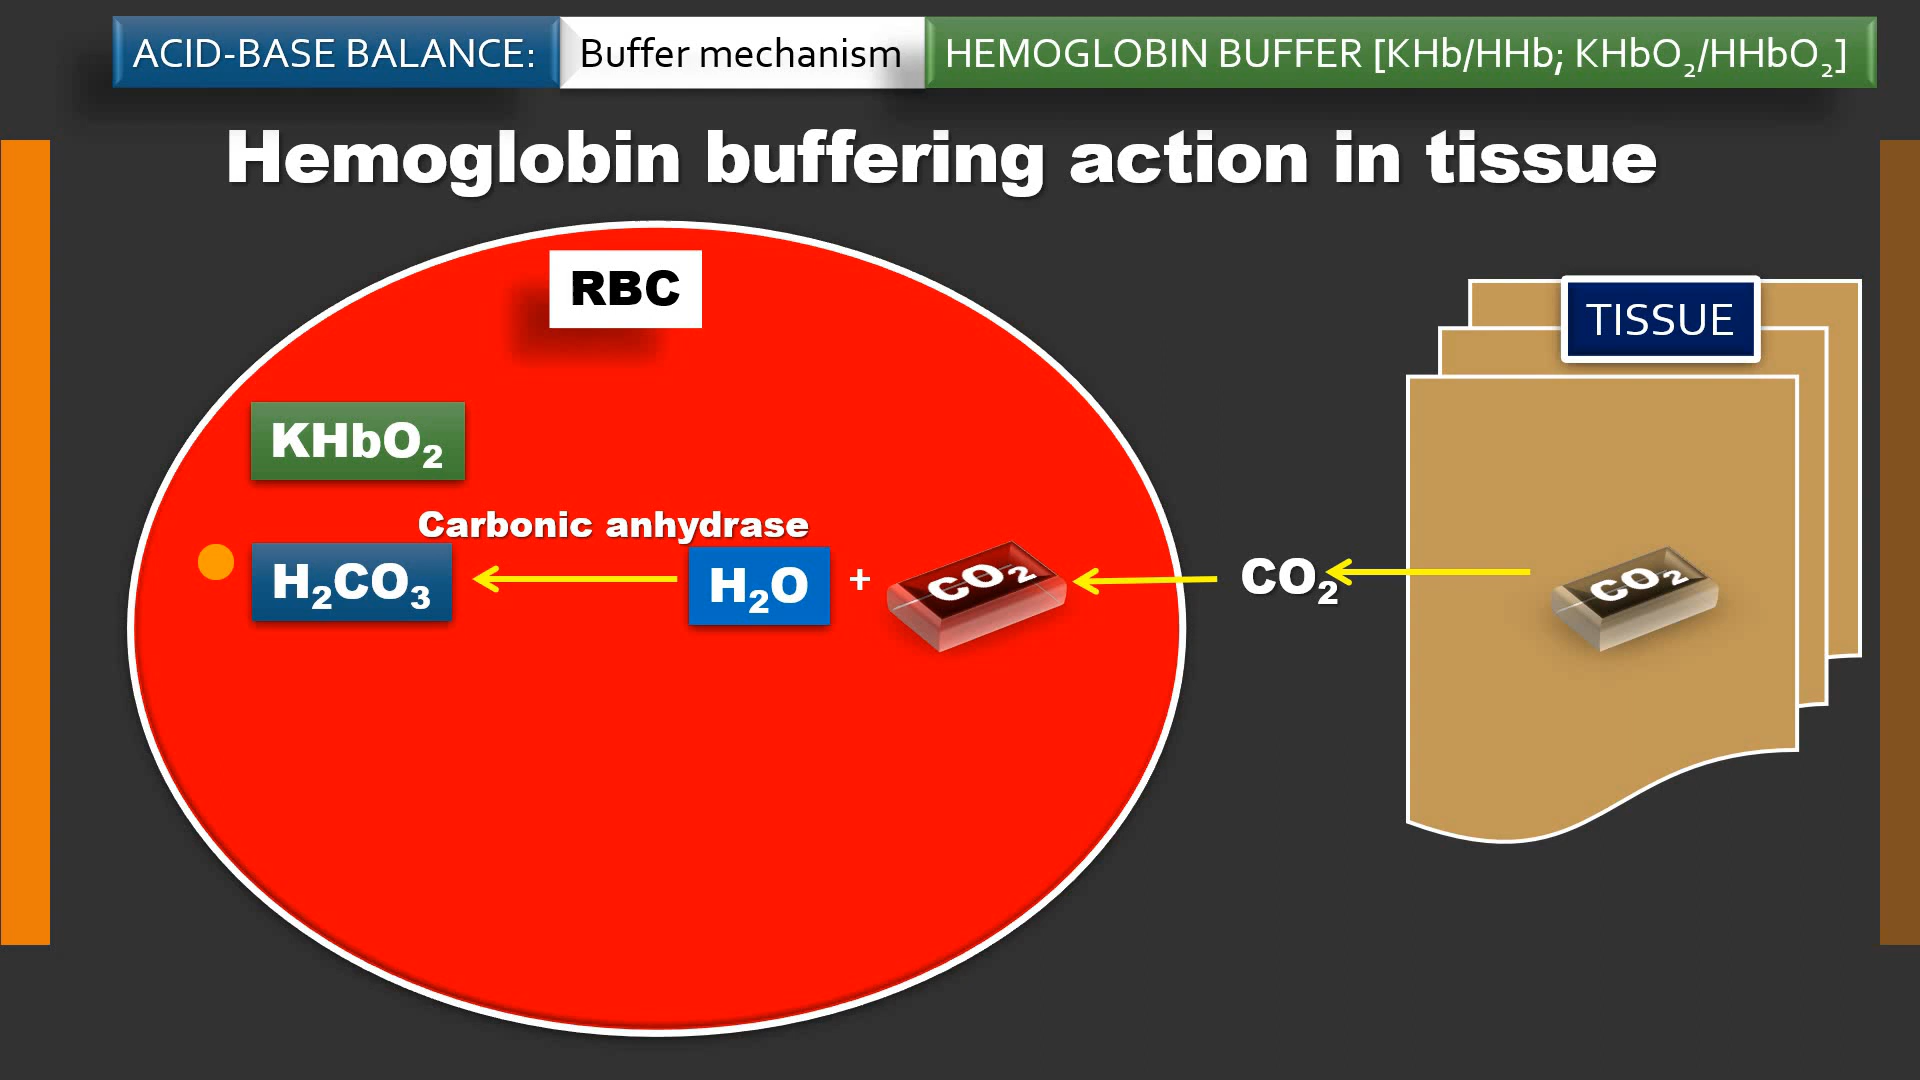 ACID-BASE BALANCE: Buffer mechanism HEMOGLOBIN BUFFER [KHb/HHb; KHbO₂/HHbO₂]
Hemoglobin buffering action in tissue
RBC
TISSUE
KHbO₂
Carbonic anhydrase
H₂CO₃ H₂O + CO₂ CO₂ CO₂